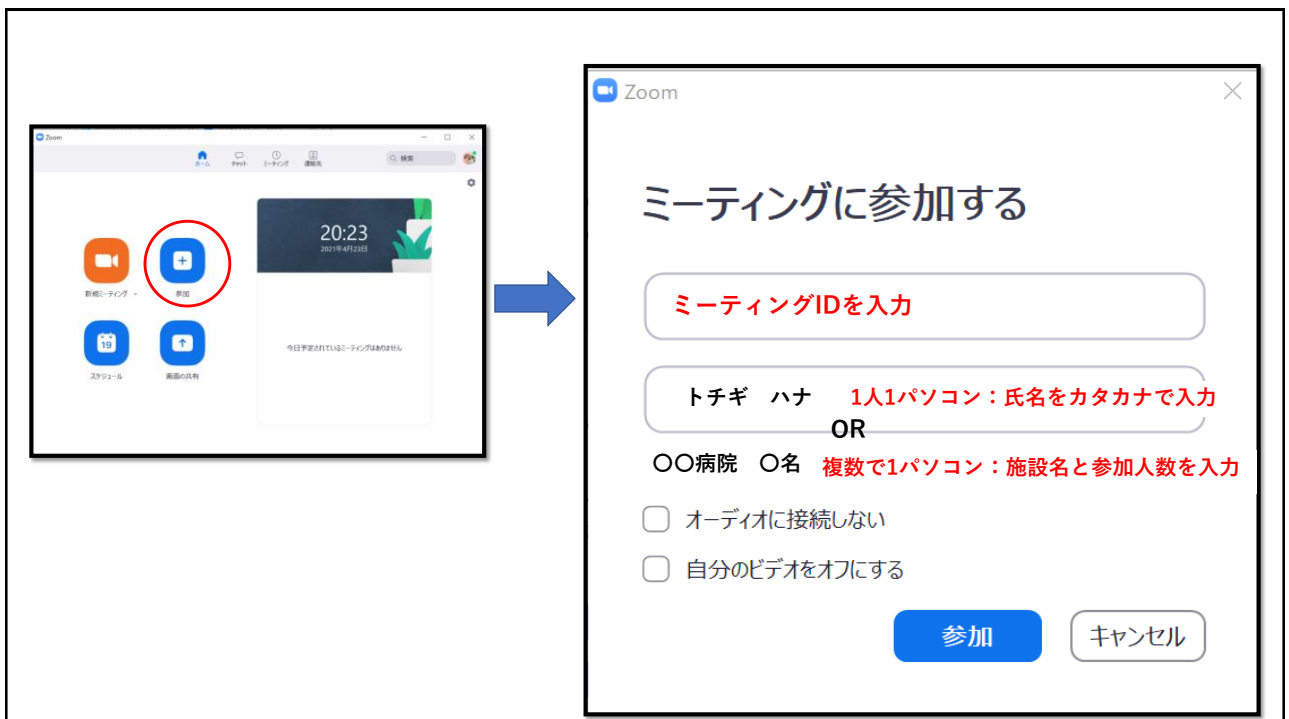 Zoom
ホーム
チャット
ミーティング
連絡先
検索
20:23
2021年4月23日
新規ミーティング
参加
19
スケジュール
画面の共有
今日予定されているミーティングはありません
Zoom
ミーティングに参加する
ミーティングIDを入力
トチギ　ハナ　1人1パソコン：氏名をカタカナで入力
OR
〇〇病院　〇名　複数で1パソコン：施設名と参加人数を入力
オーディオに接続しない
自分のビデオをオフにする
参加
キャンセル